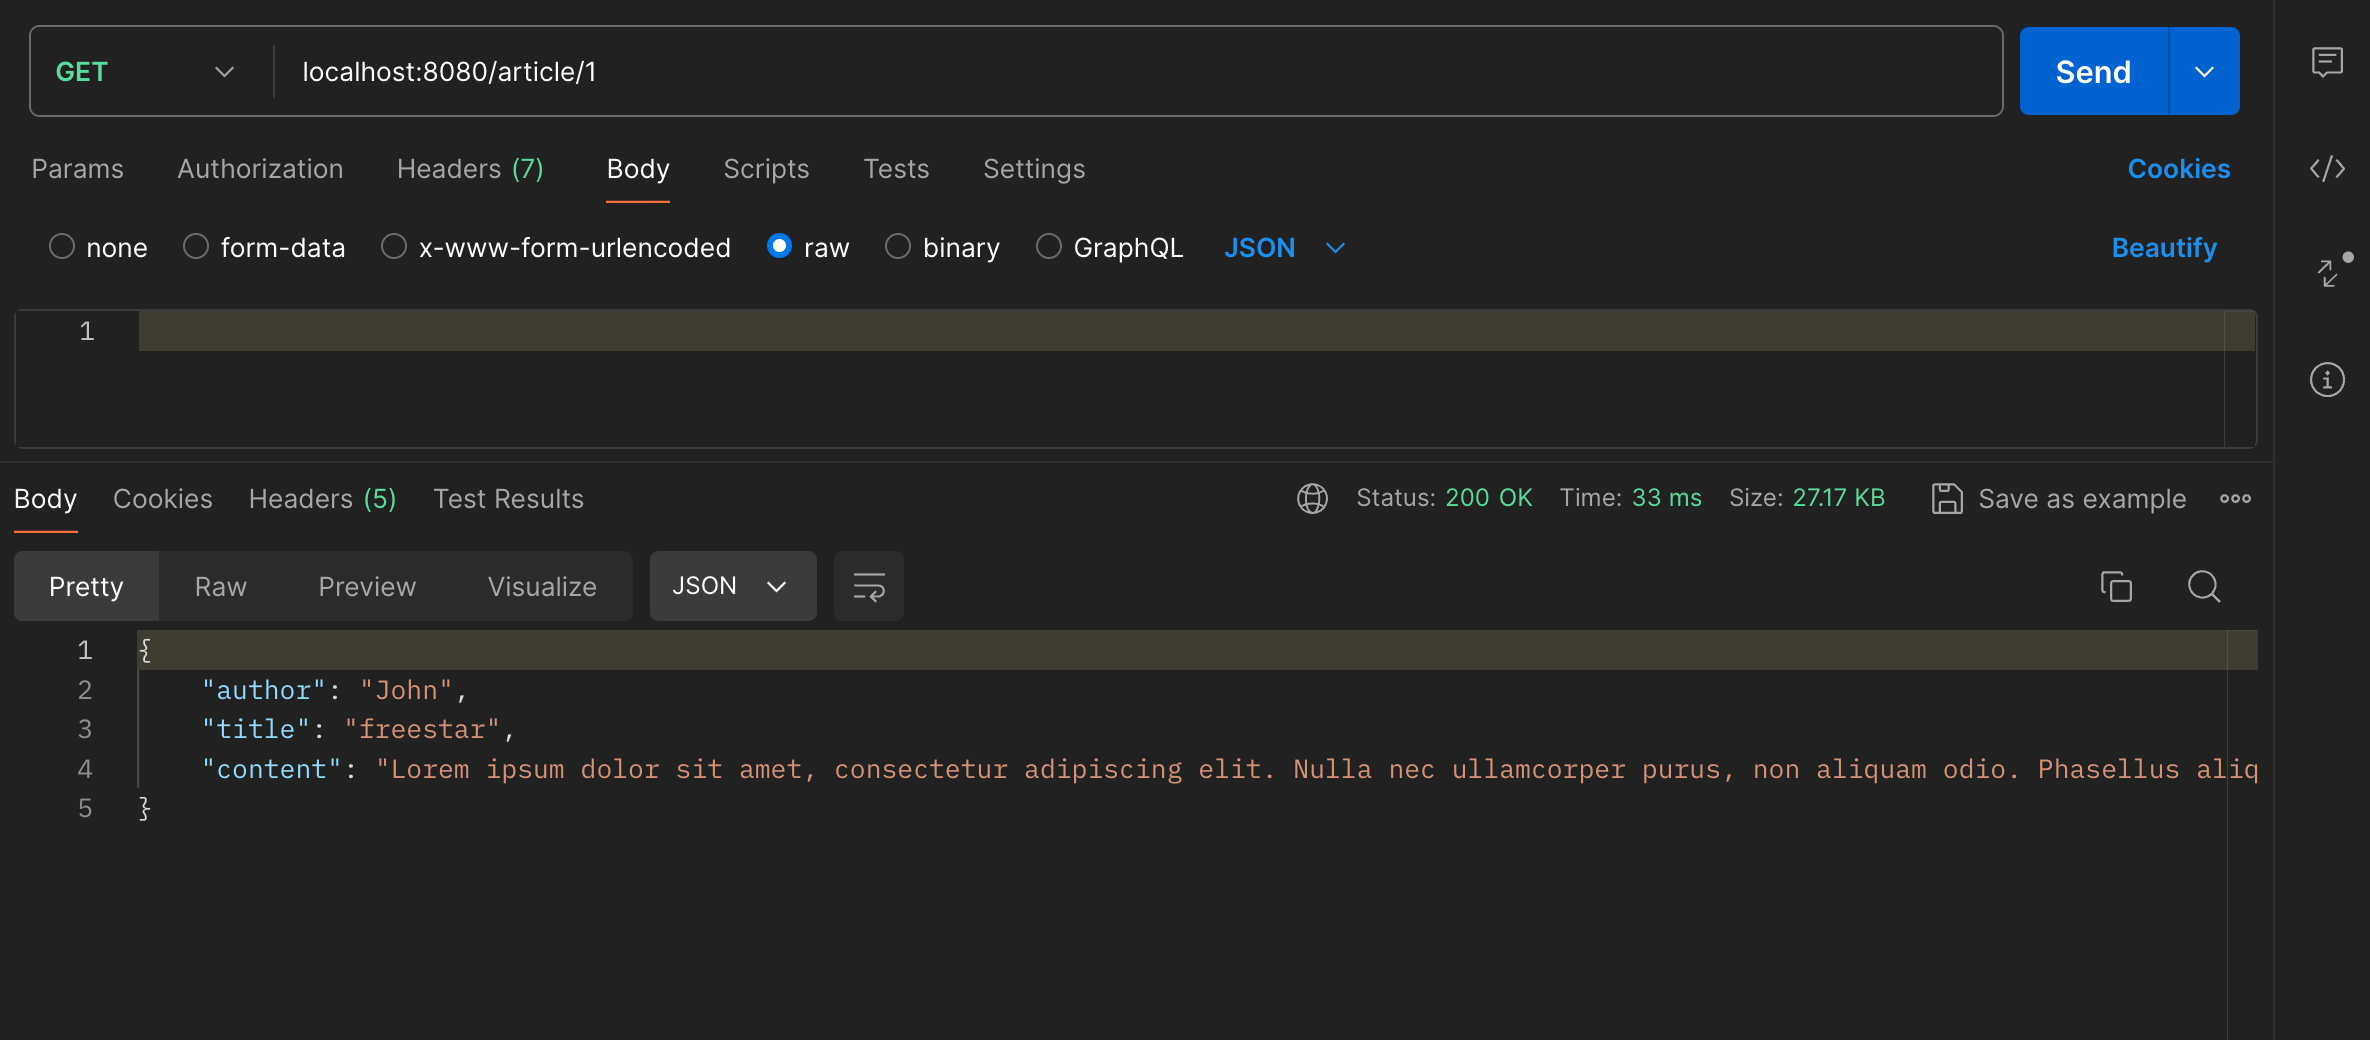 GET localhost:8080/article/1 Send
Params Authorization Headers (7) Body Scripts Tests Settings Cookies
none form-data x-www-form-urlencoded raw binary GraphQL JSON Beautify
1
Body Cookies Headers (5) Test Results Status: 200 OK Time: 33 ms Size: 27.17 KB Save as example
Pretty Raw Preview Visualize JSON
1 {
2 "author": "John",
3 "title": "freestar",
4 "content": "Lorem ipsum dolor sit amet, consectetur adipiscing elit. Nulla nec ullamcorper purus, non aliquam odio. Phasellus aliq
5 }